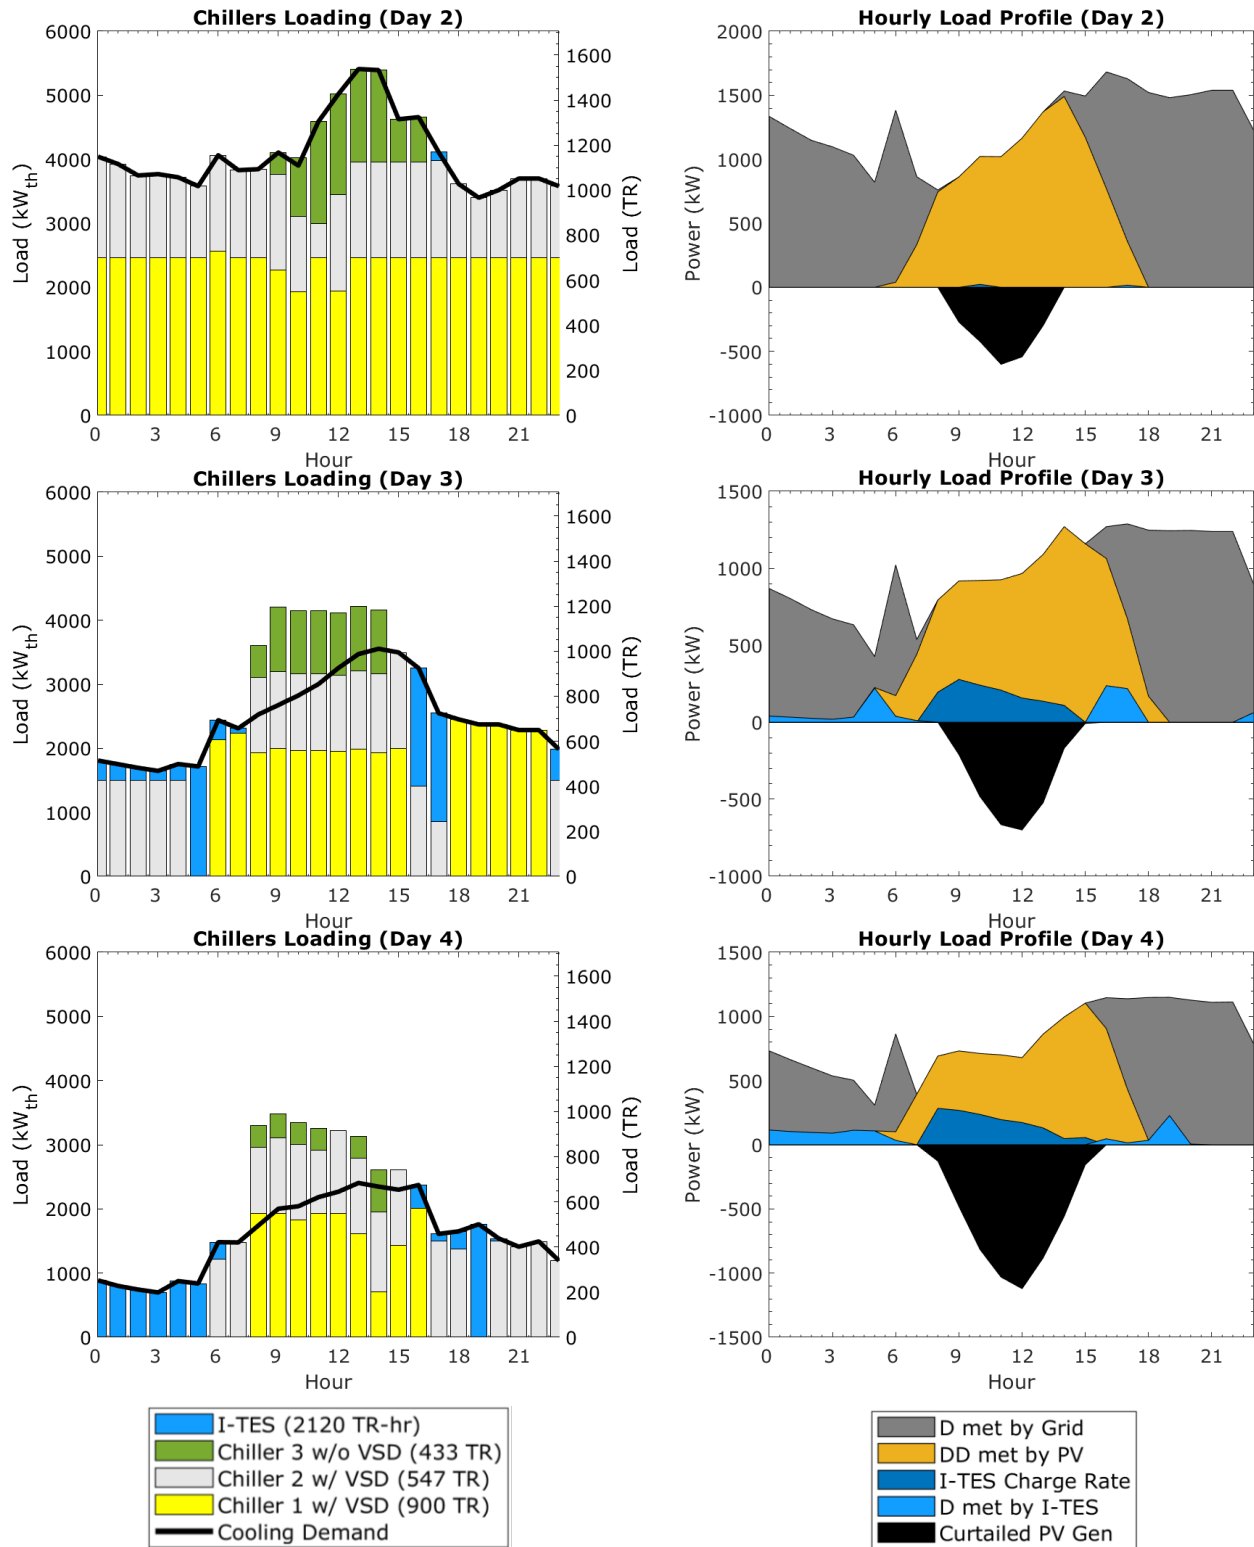 Chillers Loading (Day 2)
6000
5000
4000
3000
2000
1000
0
Load (kWth)
1600
1400
1200
1000
800
600
400
200
0
Load (TR)
0 3 6 9 12 15 18 21
Hour
Hourly Load Profile (Day 2)
2000
1500
1000
500
0
-500
-1000
Power (kW)
0 3 6 9 12 15 18 21
Hour
Chillers Loading (Day 3)
6000
5000
4000
3000
2000
1000
0
Load (kWth)
1600
1400
1200
1000
800
600
400
200
0
Load (TR)
0 3 6 9 12 15 18 21
Hour
Hourly Load Profile (Day 3)
1500
1000
500
0
-500
-1000
Power (kW)
0 3 6 9 12 15 18 21
Hour
Chillers Loading (Day 4)
6000
5000
4000
3000
2000
1000
0
Load (kWth)
1600
1400
1200
1000
800
600
400
200
0
Load (TR)
0 3 6 9 12 15 18 21
Hour
Hourly Load Profile (Day 4)
1500
1000
500
0
-500
-1000
-1500
Power (kW)
0 3 6 9 12 15 18 21
Hour
I-TES (2120 TR-hr)
Chiller 3 w/o VSD (433 TR)
Chiller 2 w/ VSD (547 TR)
Chiller 1 w/ VSD (900 TR)
Cooling Demand
D met by Grid
DD met by PV
I-TES Charge Rate
D met by I-TES
Curtailed PV Gen